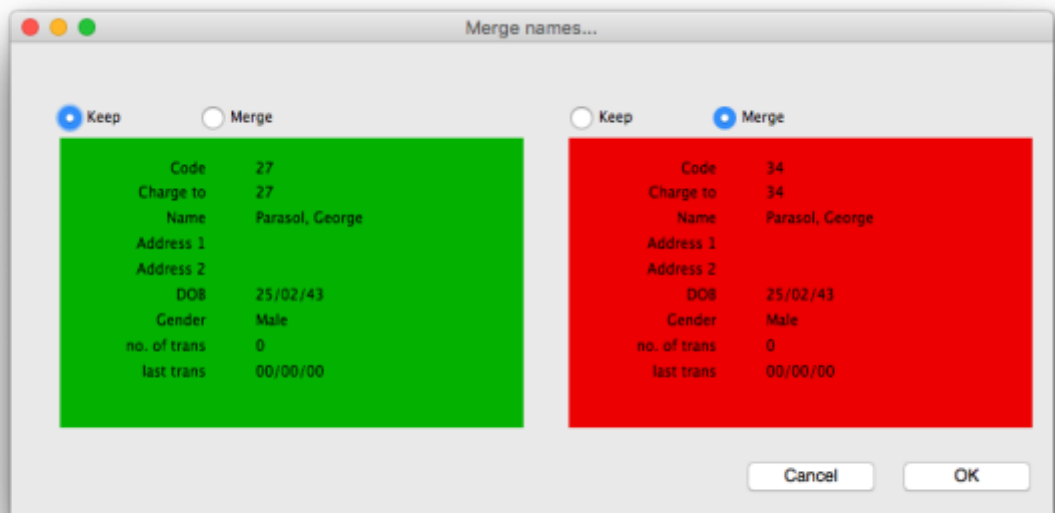 Merge names...
Keep Merge
Code 27
Charge to 27
Name Parasol, George
Address 1
Address 2
DOB 25/02/43
Gender Male
no. of trans 0
last trans 00/00/00
Keep Merge
Code 34
Charge to 34
Name Parasol, George
Address 1
Address 2
DOB 25/02/43
Gender Male
no. of trans 0
last trans 00/00/00
Cancel OK